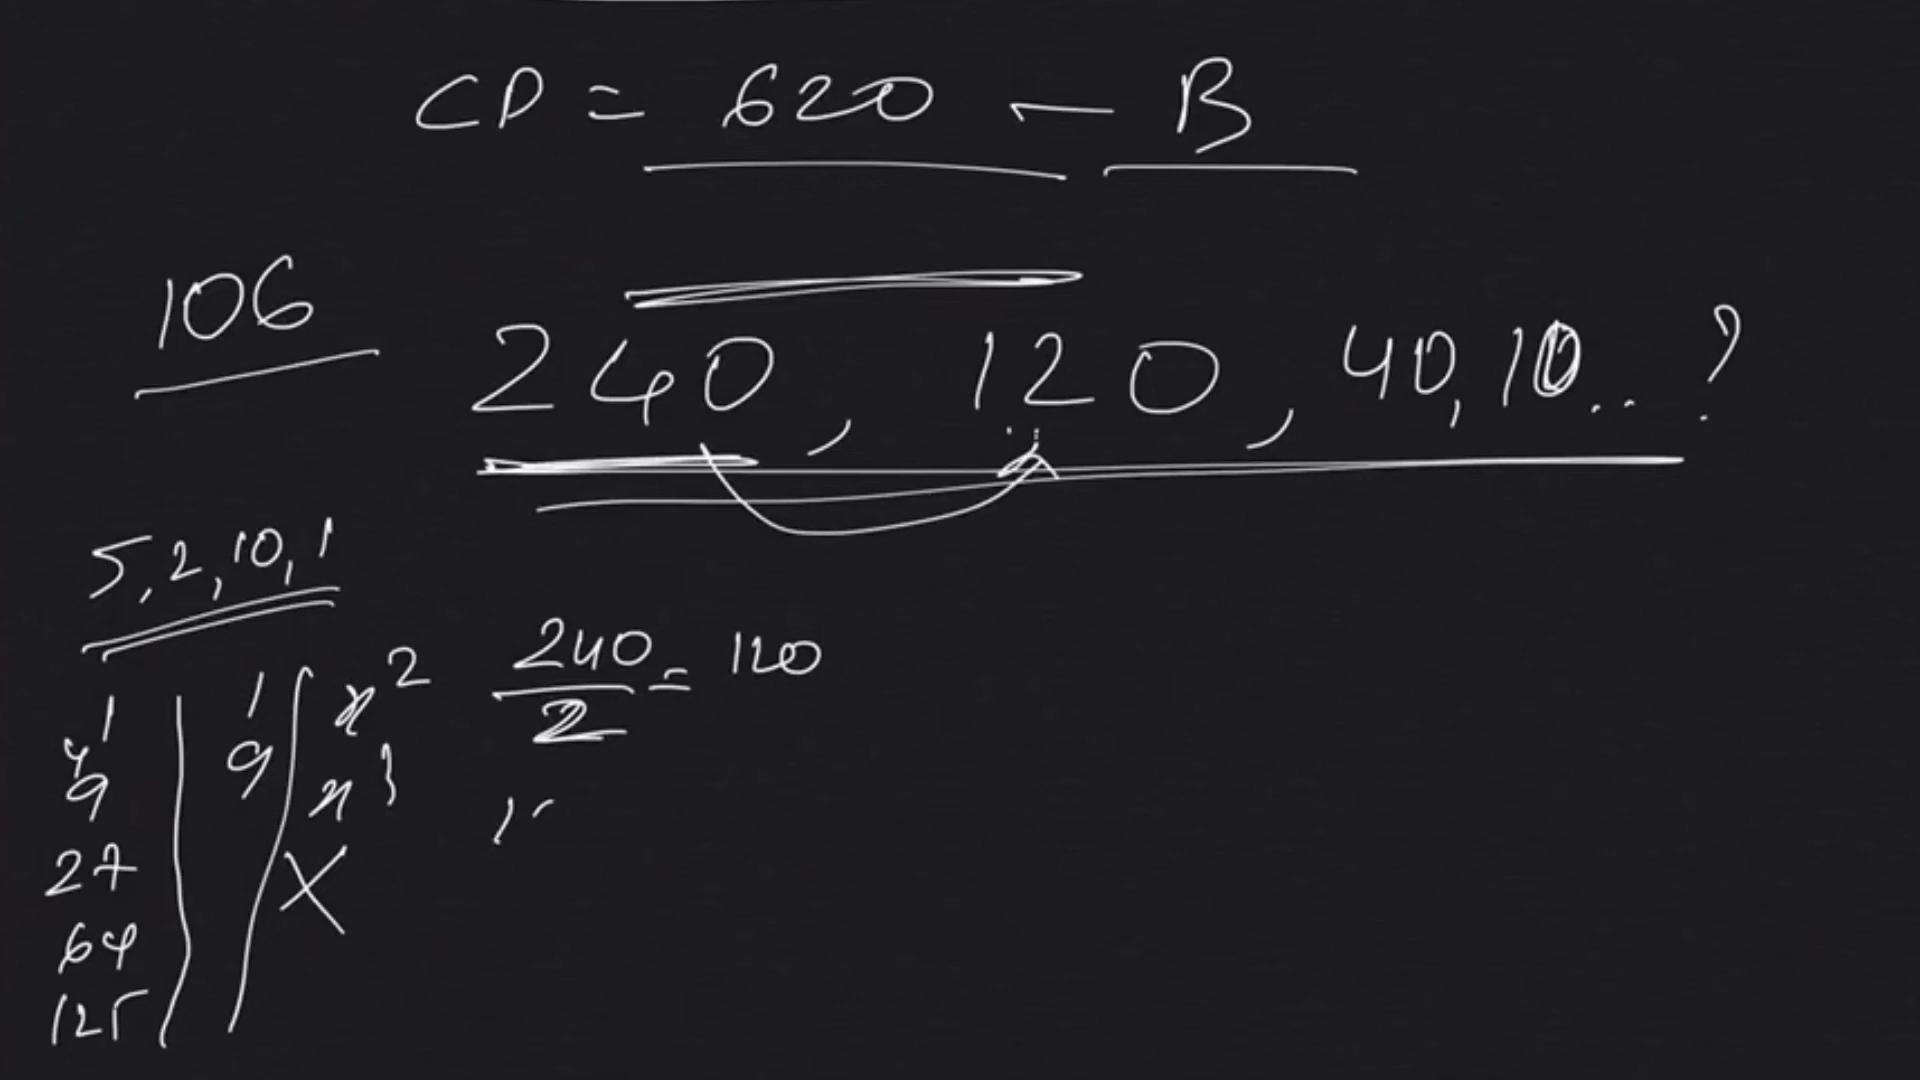 CD = 620 — B
106
240, 120, 40, 10.. ?
5, 2, 10, 1
240/2 = 120
1 | 1 | x²
4
9 | 9 | x³
27 | X
64
125